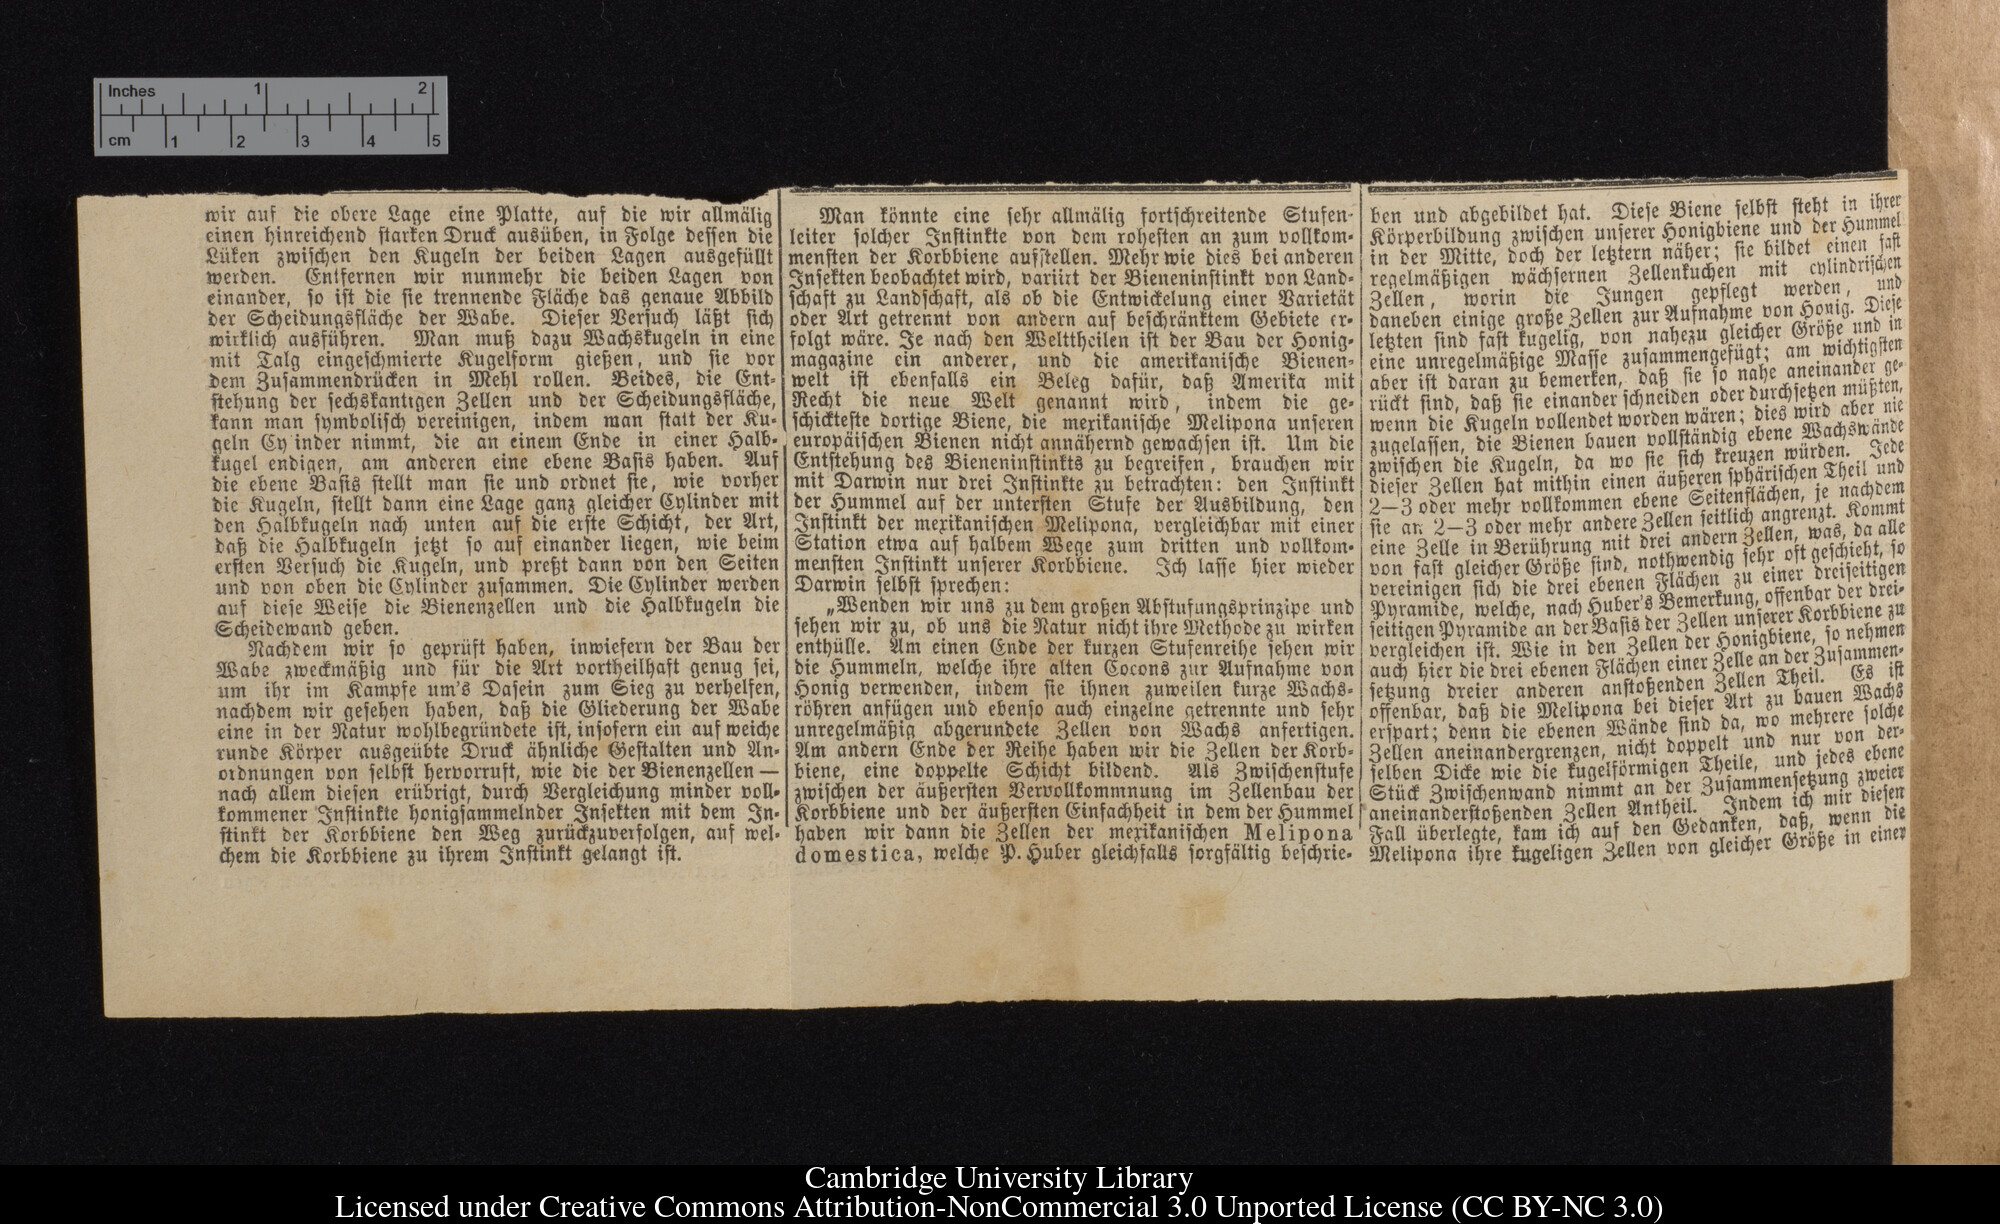 Inches 1 2
cm 1 2 3 4 5
wir auf die obere Lage eine Platte, auf die wir allmälig
einen hinreichend starken Druck ausüben, in Folge dessen die
Lüken zwischen den Kugeln der beiden Lagen ausgefüllt
werden. Entfernen wir nunmehr die beiden Lagen von
einander, so ist die sie trennende Fläche das genaue Abbild
der Scheidungsfläche der Wabe. Dieser Versuch läßt sich
wirklich ausführen. Man muß dazu Wachskugeln in eine
mit Talg eingeschmierte Kugelform gießen, und sie vor
dem Zusammendrücken in Mehl rollen. Beides, die Ent-
stehung der sechskantigen Zellen und der Scheidungsfläche,
kann man symbolisch vereinigen, indem man statt der Ku-
geln Cy inder nimmt, die an einem Ende in einer Halb-
kugel endigen, am anderen eine ebene Basis haben. Auf
die ebene Basis stellt man sie und ordnet sie, wie vorher
die Kugeln, stellt dann eine Lage ganz gleicher Cylinder mit
den Halbkugeln nach unten auf die erste Schicht, der Art,
daß die Halbkugeln jetzt so auf einander liegen, wie beim
ersten Versuch die Kugeln, und preßt dann von den Seiten
und von oben die Cylinder zusammen. Die Cylinder werden
auf diese Weise die Bienenzellen und die Halbkugeln die
Scheidewand geben.
Nachdem wir so geprüft haben, inwiefern der Bau der
Wabe zweckmäßig und für die Art vortheilhaft genug sei,
um ihr im Kampfe um's Dasein zum Sieg zu verhelfen,
nachdem wir gesehen haben, daß die Gliederung der Wabe
eine in der Natur wohlbegründete ist, insofern ein auf weiche
runde Körper ausgeübte Druck ähnliche Gestalten und An-
ordnungen von selbst hervorruft, wie die der Bienenzellen —
nach allem diesen erübrigt, durch Vergleichung minder voll-
kommener Instinkte honigsammelnder Insekten mit dem In-
stinkt der Korbbiene den Weg zurückzuverfolgen, auf wel-
chem die Korbbiene zu ihrem Instinkt gelangt ist.
Man könnte eine sehr allmälig fortschreitende Stufen-
leiter solcher Instinkte von dem rohesten an zum vollkom-
mensten der Korbbiene aufstellen. Mehr wie dies bei anderen
Insekten beobachtet wird, variirt der Bieneninstinkt von Land-
schaft zu Landschaft, als ob die Entwickelung einer Varietät
oder Art getrennt von andern auf beschränktem Gebiete er-
folgt wäre. Je nach den Welttheilen ist der Bau der Honig-
magazine ein anderer, und die amerikanische Bienen-
welt ist ebenfalls ein Beleg dafür, daß Amerika mit
Recht die neue Welt genannt wird, indem die ge-
schickteste dortige Biene, die mexikanische Melipona unseren
europäischen Bienen nicht annähernd gewachsen ist. Um die
Entstehung des Bieneninstinkts zu begreifen, brauchen wir
mit Darwin nur drei Instinkte zu betrachten: den Instinkt
der Hummel auf der untersten Stufe der Ausbildung, den
Instinkt der mexikanischen Melipona, vergleichbar mit einer
Station etwa auf halbem Wege zum dritten und vollkom-
mensten Instinkt unserer Korbbiene. Ich lasse hier wieder
Darwin selbst sprechen:
„Wenden wir uns zu dem großen Abstufungsprinzipe und
sehen wir zu, ob uns die Natur nicht ihre Methode zu wirken
enthülle. Am einen Ende der kurzen Stufenreihe sehen wir
die Hummeln, welche ihre alten Cocons zur Aufnahme von
Honig verwenden, indem sie ihnen zuweilen kurze Wachs-
röhren anfügen und ebenso auch einzelne getrennte und sehr
unregelmäßig abgerundete Zellen von Wachs anfertigen.
Am andern Ende der Reihe haben wir die Zellen der Korb-
biene, eine doppelte Schicht bildend. Als Zwischenstufe
zwischen der äußersten Vervollkommnung im Zellenbau der
Korbbiene und der äußersten Einfachheit in dem der Hummel
haben wir dann die Zellen der mexikanischen Melipona
domestica, welche P. Huber gleichfalls sorgfältig beschrie-
ben und abgebildet hat. Diese Biene selbst steht in ihrer
Körperbildung zwischen unserer Honigbiene und der Hummel
in der Mitte, doch der letztern näher; sie bildet einen fast
regelmäßigen wächsernen Zellenkuchen mit cylindrischen
Zellen, worin die Jungen gepflegt werden, und
daneben einige große Zellen zur Aufnahme von Honig. Diese
letzten sind fast kugelig, von nahezu gleicher Größe und in
eine unregelmäßige Masse zusammengefügt; am wichtigsten
aber ist daran zu bemerken, daß sie so nahe aneinander ge-
rückt sind, daß sie einander schneiden oder durchsetzen müßten,
wenn die Kugeln vollendet worden wären; dies wird aber nie
zugelassen, die Bienen bauen vollständig ebene Wachswände
zwischen die Kugeln, da wo sie sich kreuzen würden. Jede
dieser Zellen hat mithin einen äußeren sphärischen Theil und
2—3 oder mehr vollkommen ebene Seitenflächen, je nachdem
sie an 2—3 oder mehr andere Zellen seitlich angrenzt. Kommt
eine Zelle in Berührung mit drei andern Zellen, was, da alle
von fast gleicher Größe sind, nothwendig sehr oft geschieht, so
vereinigen sich die drei ebenen Flächen zu einer dreiseitigen
Pyramide, welche, nach Huber's Bemerkung, offenbar der drei-
seitigen Pyramide an der Basis der Zellen unserer Korbbiene zu
vergleichen ist. Wie in den Zellen der Honigbiene, so nehmen
auch hier die drei ebenen Flächen einer Zelle an der Zusammen-
setzung dreier anderen anstoßenden Zellen Theil. Es ist
offenbar, daß die Melipona bei dieser Art zu bauen Wachs
erspart; denn die ebenen Wände sind da, wo mehrere solche
Zellen aneinandergrenzen, nicht doppelt und nur von der-
selben Dicke wie die kugelförmigen Theile, und jedes ebene
Stück Zwischenwand nimmt an der Zusammensetzung zweier
aneinanderstoßenden Zellen Antheil. Indem ich mir diesen
Fall überlegte, kam ich auf den Gedanken, daß, wenn die
Melipona ihre kugeligen Zellen von gleicher Größe in einer
Cambridge University Library
Licensed under Creative Commons Attribution-NonCommercial 3.0 Unported License (CC BY-NC 3.0)